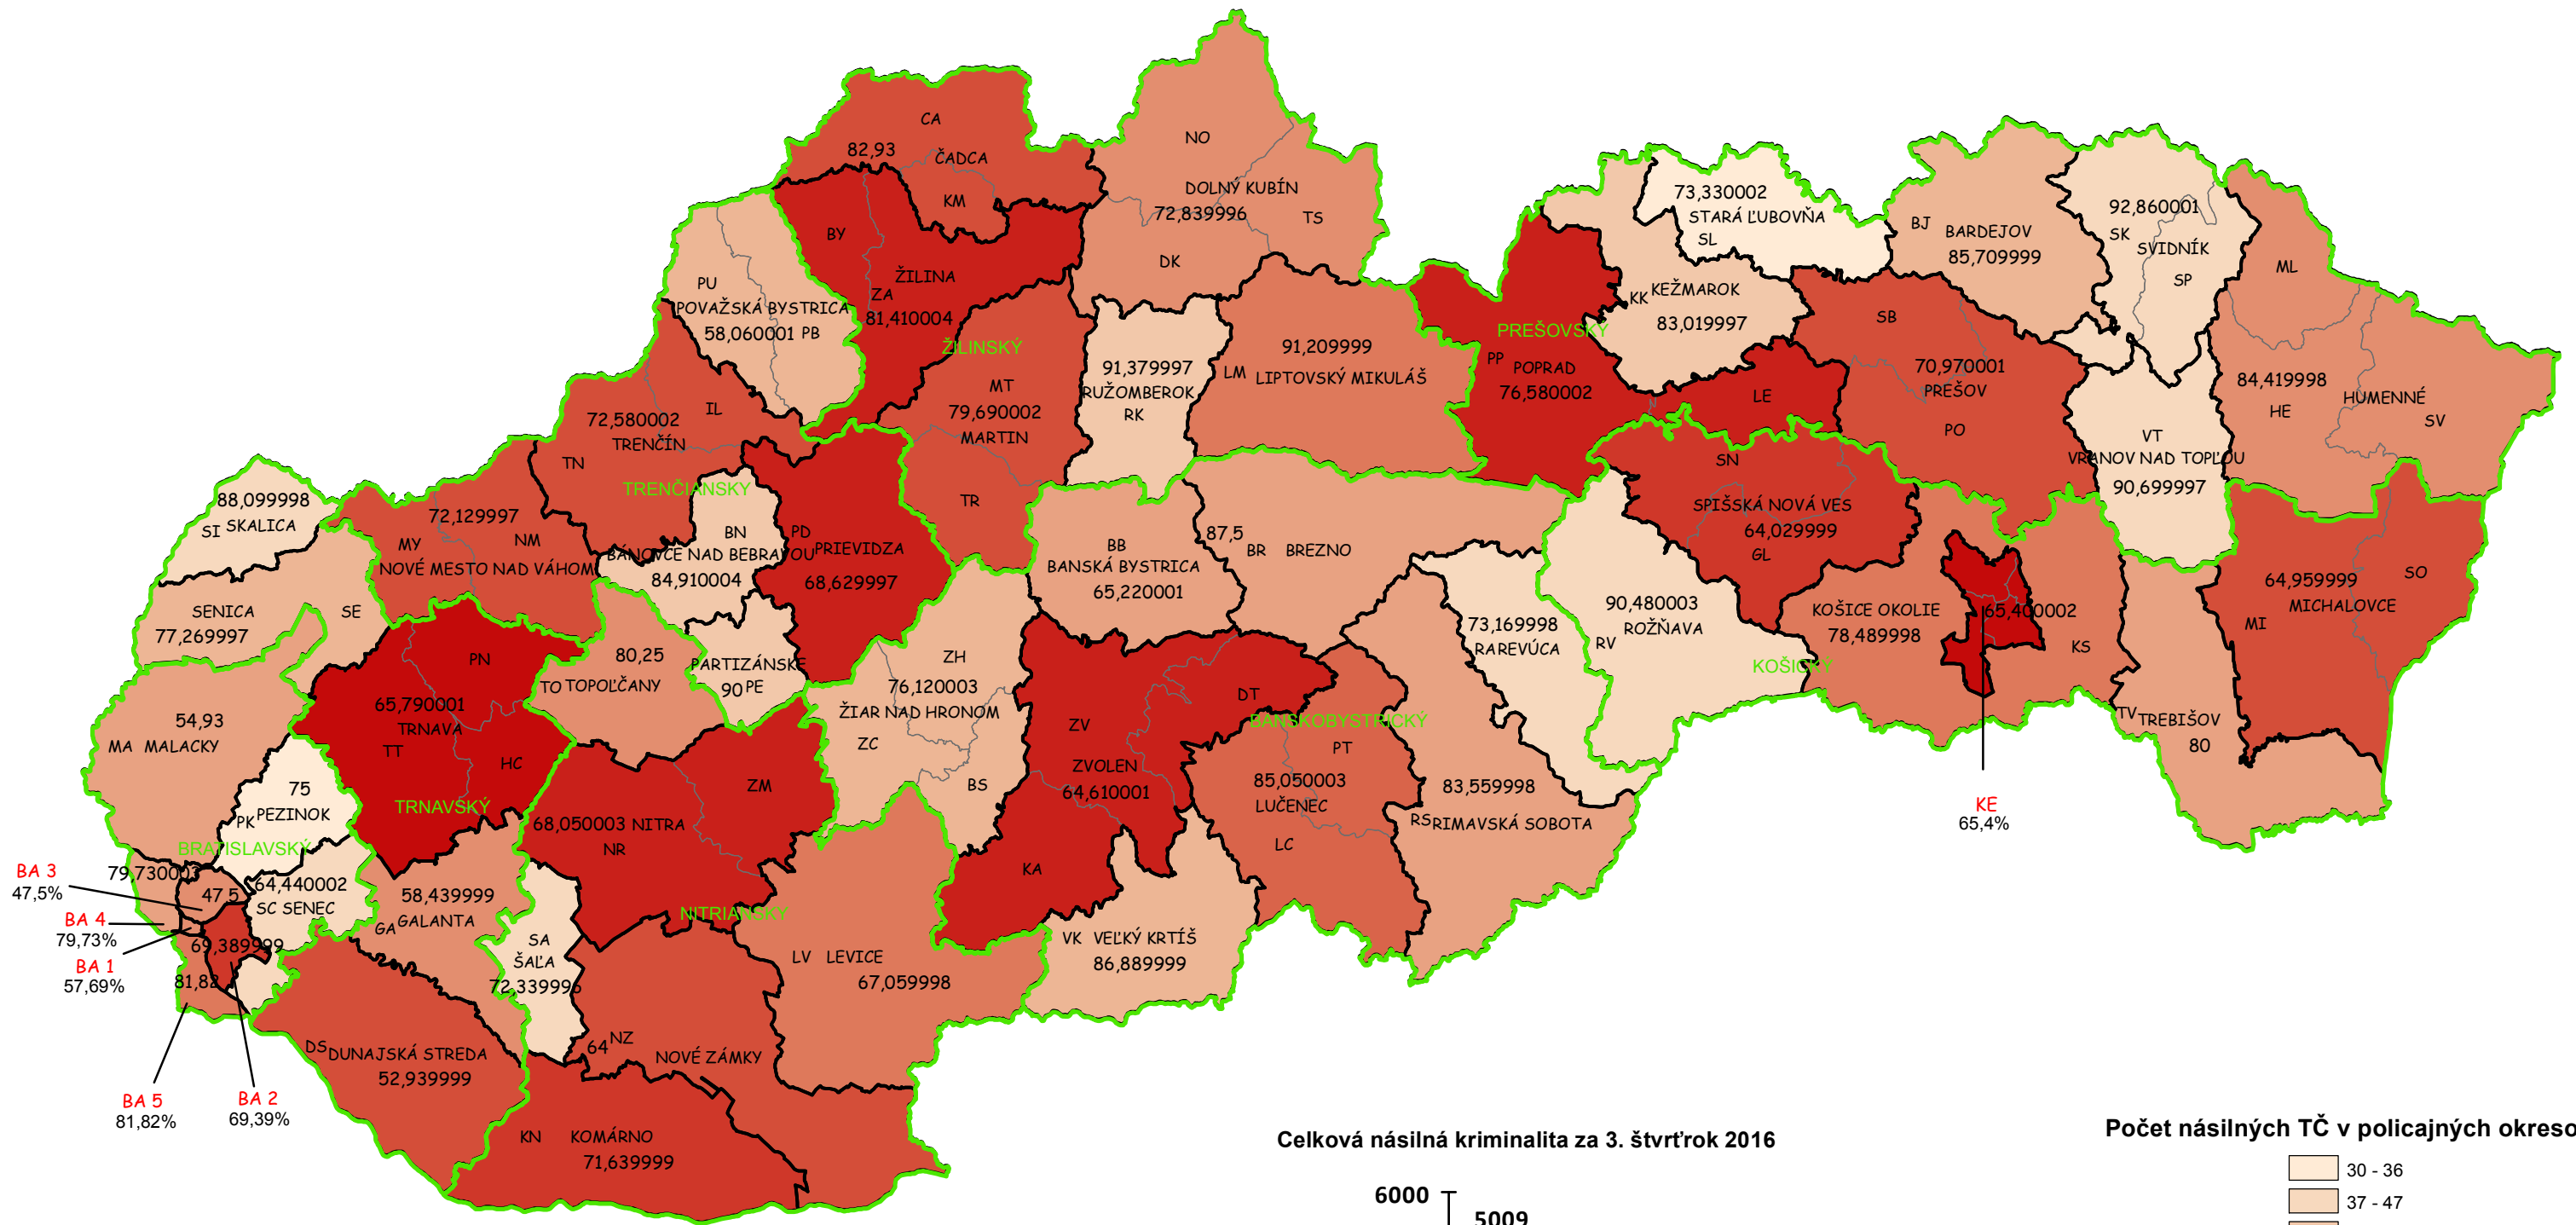 CA
82,93
ČADCA
KM
NO
DOLNÝ KUBÍN
72,839996
TS
DK
BY
ŽILINA
ZA
81,410004
ŽILINSKÝ
PU
POVAŽSKÁ BYSTRICA
58,060001 PB
73,330002
STARÁ ĽUBOVŇA
SL
BJ
BARDEJOV
85,709999
92,860001
SK
SVIDNÍK
SP
ML
KK KEŽMAROK
83,019997
PREŠOVSKÝ
PP POPRAD
76,580002
LE
SB
70,970001
PREŠOV
PO
84,419998
HE
HUMENNÉ
SV
VT
VRANOV NAD TOPĽOU
90,699997
MT
79,690002
MARTIN
TR
91,379997
RUŽOMBEROK
RK
91,209999
LM LIPTOVSKÝ MIKULÁŠ
IL
72,580002
TRENČÍN
TN
TRENČIANSKY
88,099998
SI SKALICA
72,129997
MY
NM
NOVÉ MESTO NAD VÁHOM
BN
BÁNOVCE NAD BEBRAVOU
84,910004
PD
PRIEVIDZA
68,629997
SENICA
SE
77,269997
BB
BANSKÁ BYSTRICA
65,220001
87,5
BR BREZNO
SN
SPIŠSKÁ NOVÁ VES
64,029999
GL
90,480003
ROŽŇAVA
RV
73,169998
RAREVÚCA
KOŠICE OKOLIE
78,489998
65,400002
KS
KOŠICKÝ
64,959999
SO
MICHALOVCE
MI
TV TREBIŠOV
80
PN
65,790001
TRNAVA
TT
HC
TRNAVSKÝ
80,25
TO TOPOĽČANY
PARTIZÁNSKE
90 PE
ZH
76,120003
ŽIAR NAD HRONOM
ZC
BS
DT
ZV
ZVOLEN
64,610001
KA
BANSKOBYSTRICKÝ
PT
85,050003
LUČENEC
LC
83,559998
RS RIMAVSKÁ SOBOTA
54,93
MA MALACKY
75
PK PEZINOK
BRATISLAVSKÝ
79,730003
47,5
64,440002
SC SENEC
69,389999
81,82
58,439999
GA GALANTA
ZM
68,050003 NITRA
NR
NITRIANSKY
SA
ŠAĽA
72,339996
LV LEVICE
67,059998
VK VEĽKÝ KRTÍŠ
86,889999
64 NZ
NOVÉ ZÁMKY
DS DUNAJSKÁ STREDA
52,939999
KN KOMÁRNO
71,639999
KE
65,4%
BA 3
47,5%
BA 4
79,73%
BA 1
57,69%
BA 5
81,82%
BA 2
69,39%
Celková násilná kriminalita za 3. štvrťrok 2016
6000
5009
Počet násilných TČ v policajných okreso
30 - 36
37 - 47